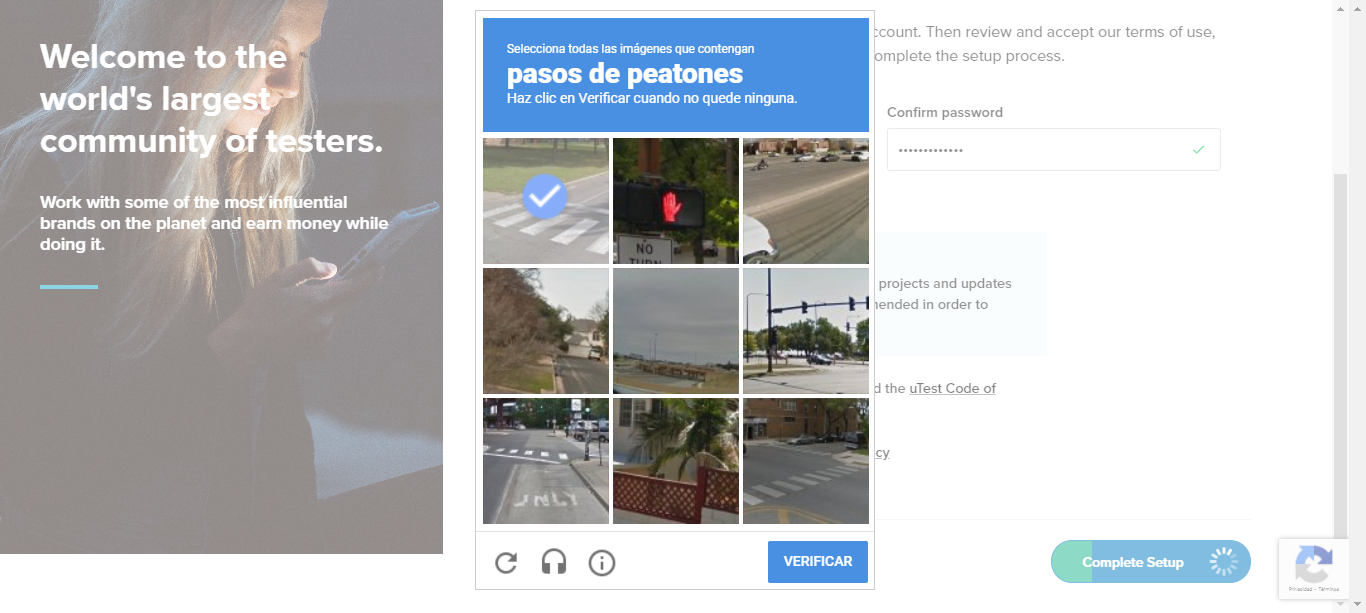 Welcome to the
world's largest
community of testers.
Work with some of the most influential
brands on the planet and earn money while
doing it.
Selecciona todas las imágenes que contengan
pasos de peatones
Haz clic en Verificar cuando no quede ninguna.
NO
TURN
ONLY
VERIFICAR
ccount. Then review and accept our terms of use,
omplete the setup process.
Confirm password
•••••••••••••
projects and updates
ended in order to
d the uTest Code of
cy
Complete Setup
Privacidad - Términos